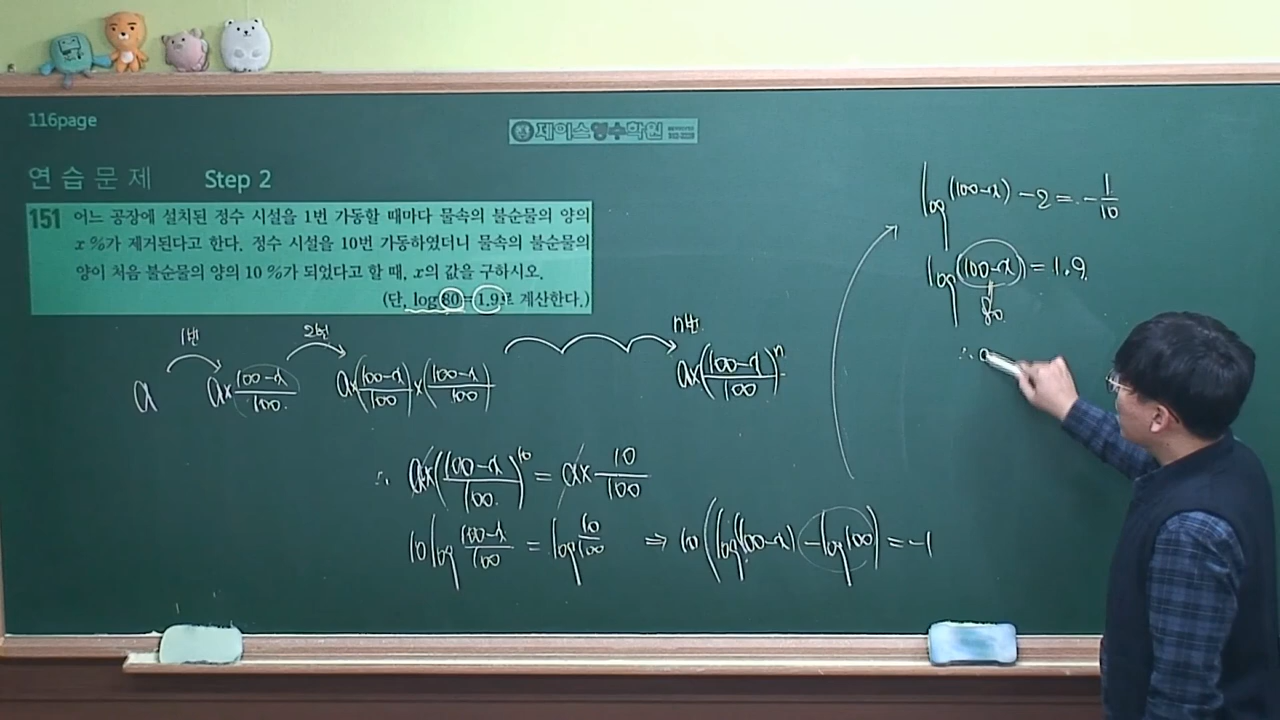 116page
제이스영수학원
연습문제 Step 2
151 어느 공장에 설치된 정수 시설을 1번 가동할 때마다 물속의 불순물의 양의
x %가 제거된다고 한다. 정수 시설을 10번 가동하였더니 물속의 불순물의
양이 처음 불순물의 양의 10 %가 되었다고 할 때, x의 값을 구하시오.
(단, log 80 = 1.9로 계산한다.)
1번 2번 n번
a a×(100-x)/100 a×((100-x)/100)×((100-x)/100) a×((100-x)/100)^n
∴ a×((100-x)/100)^10 = a×10/100
10 log (100-x)/100 = log 10/100 ⇒ 10(log(100-x) - log 100) = -1
log(100-x) - 2 = -1/10
log(100-x) = 1.9
80
∴